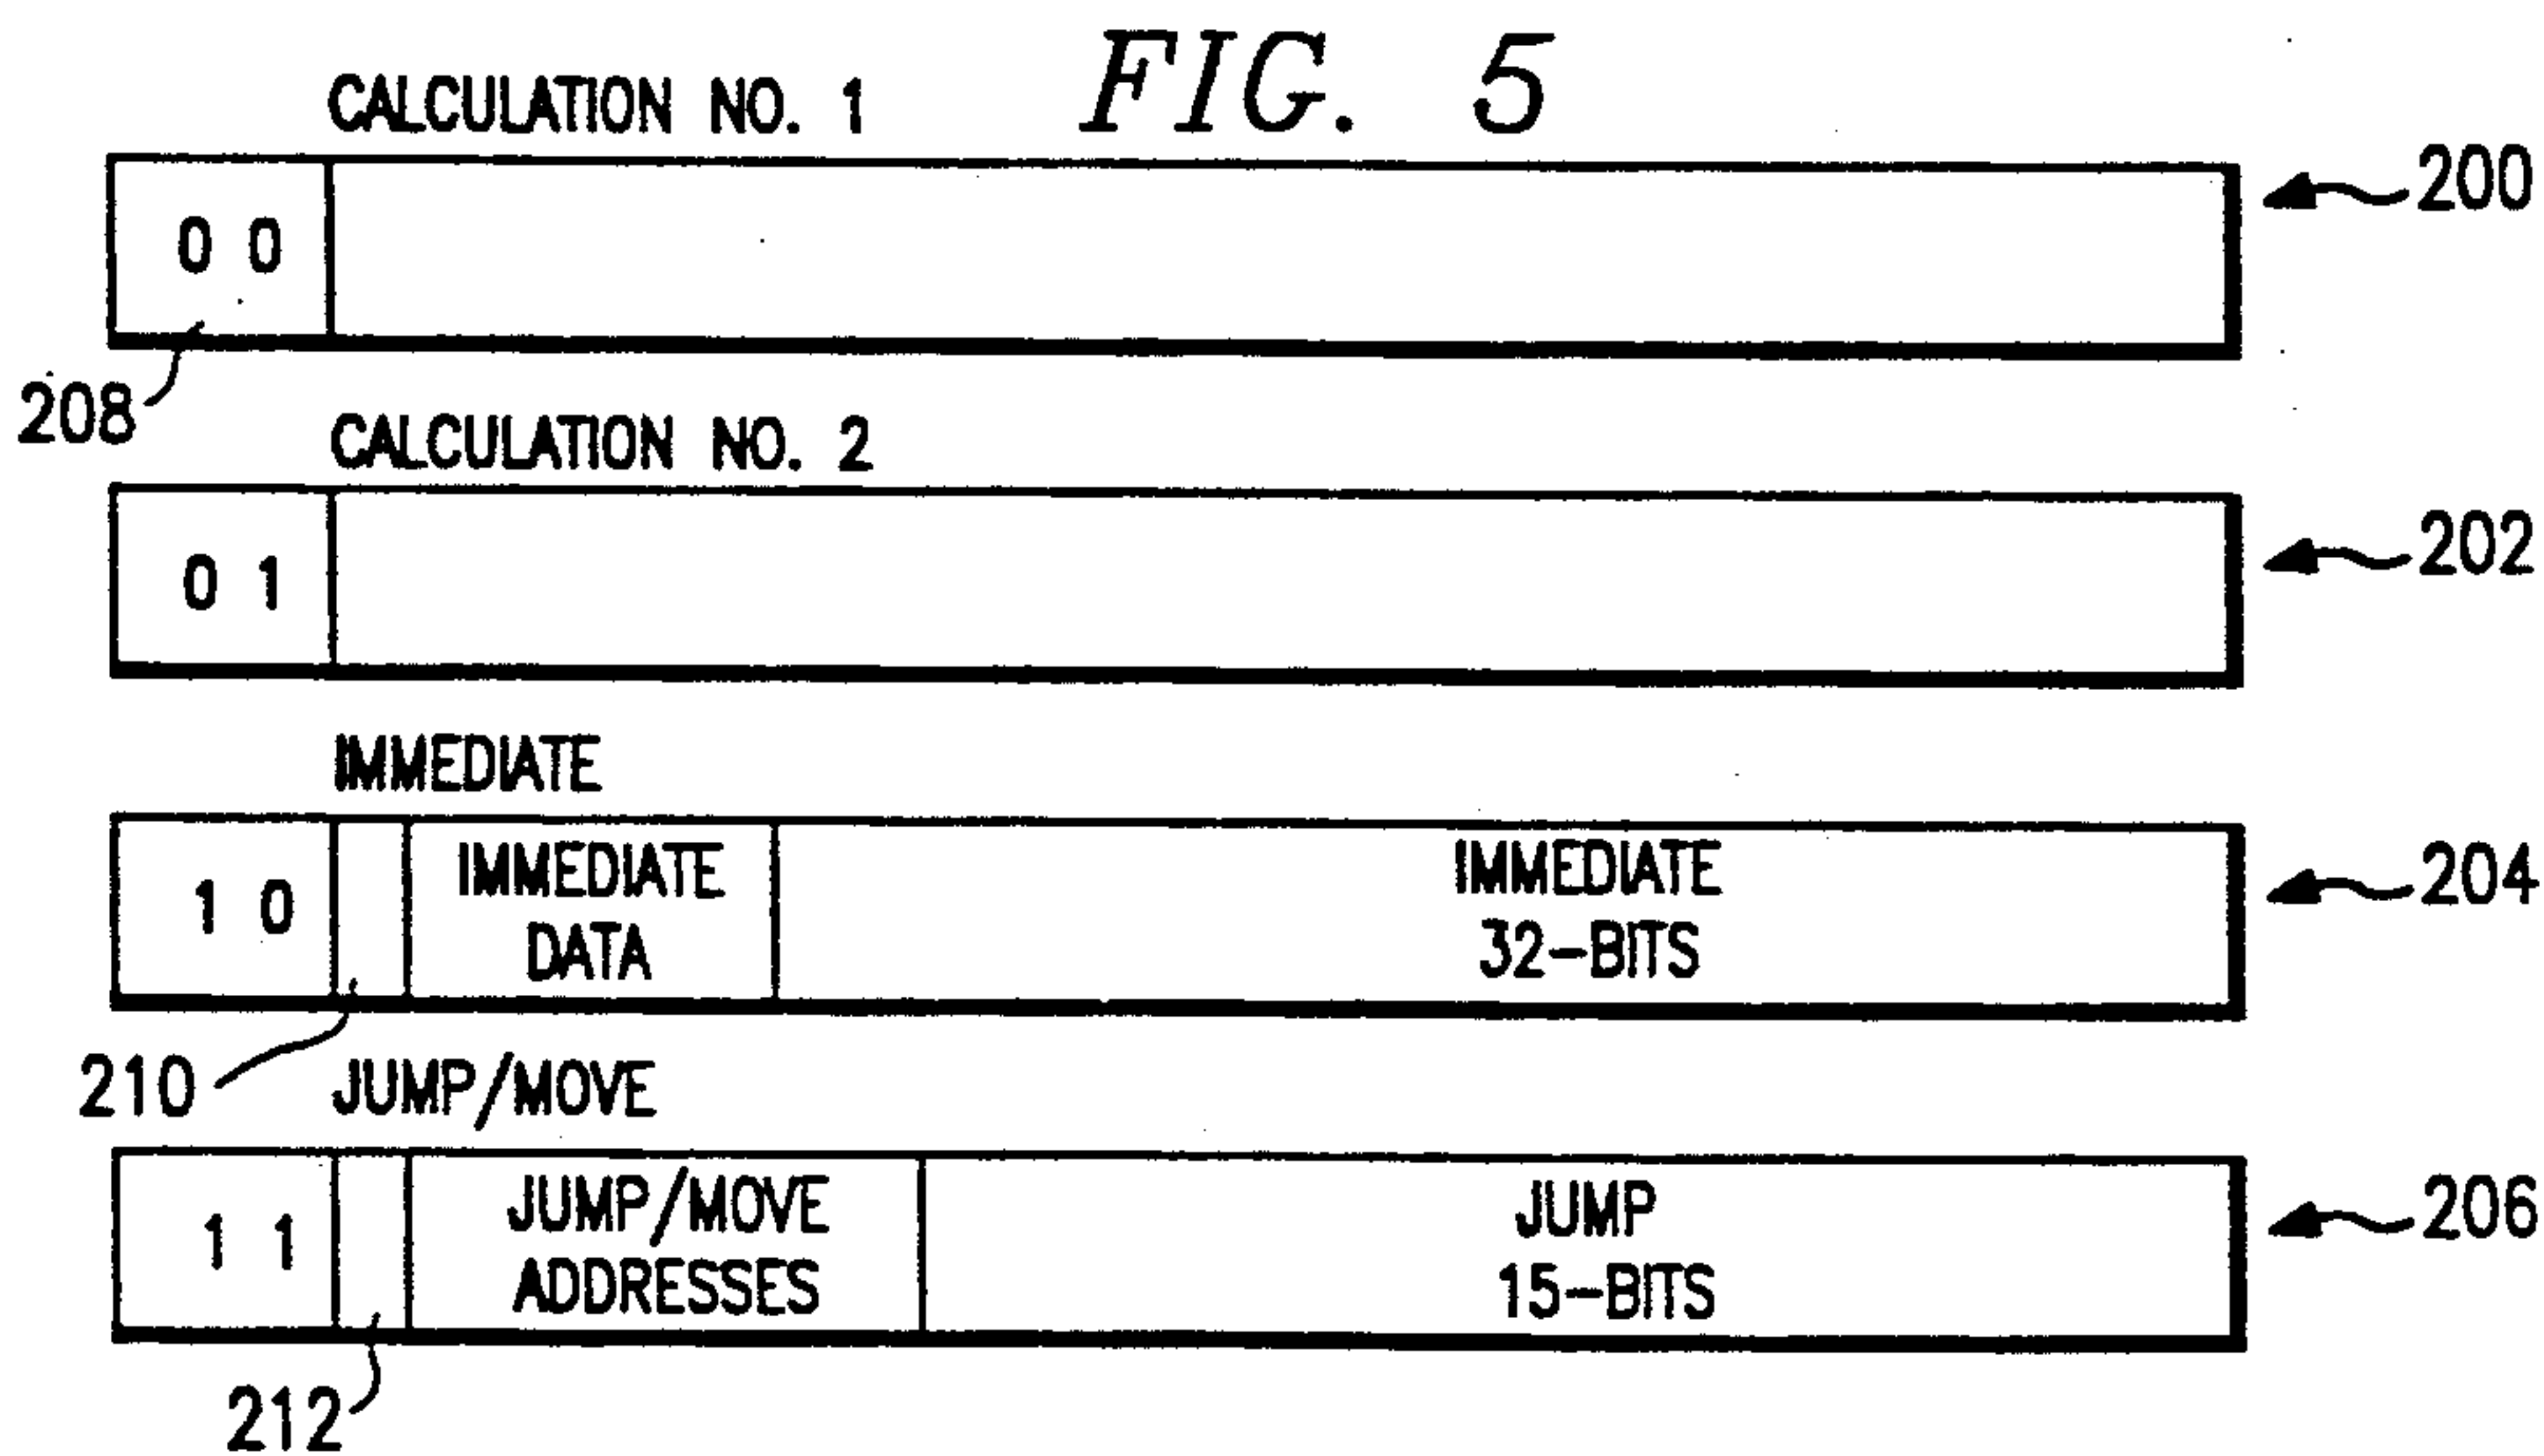 FIG. 5
CALCULATION NO. 1
200
0 0
208
CALCULATION NO. 2
202
0 1
IMMEDIATE
1 0
IMMEDIATE
DATA
IMMEDIATE
32-BITS
204
210
JUMP/MOVE
1 1
JUMP/MOVE
ADDRESSES
JUMP
15-BITS
206
212